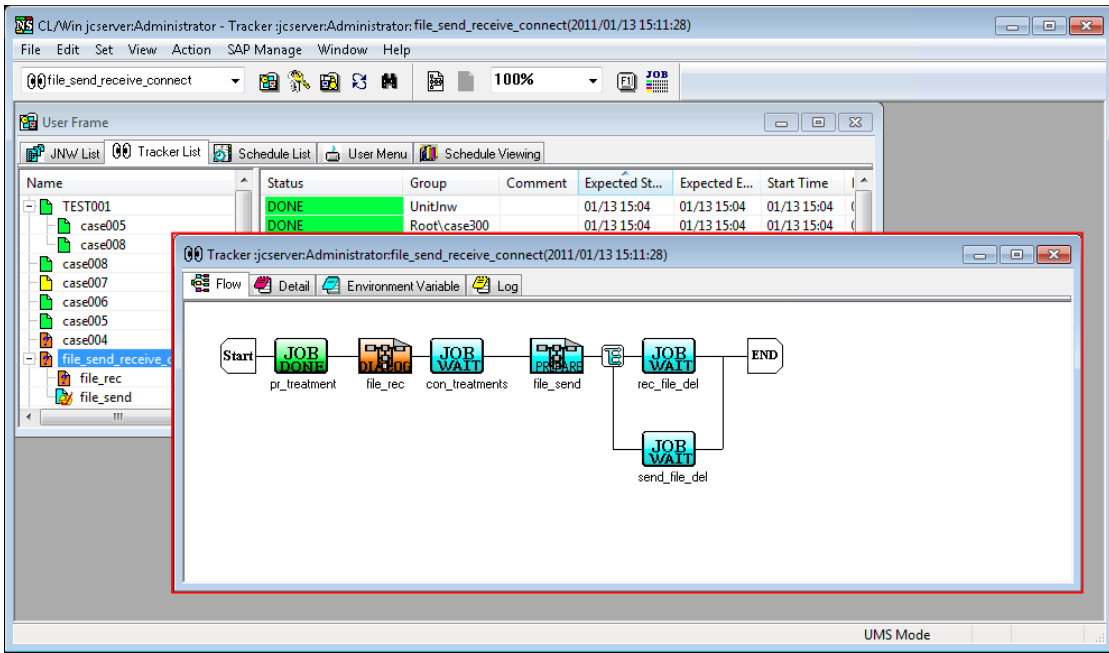 NS CL/Win jcserver:Administrator - Tracker :jcserver:Administrator: file_send_receive_connect(2011/01/13 15:11:28)
File Edit Set View Action SAP Manage Window Help
file_send_receive_connect 100% F1 JOB
User Frame
JNW List Tracker List Schedule List User Menu Schedule Viewing
Name Status Group Comment Expected St... Expected E... Start Time
TEST001 DONE UnitJnw 01/13 15:04 01/13 15:04 01/13 15:04
case005 DONE Root\case300 01/13 15:04 01/13 15:04 01/13 15:04
case008
case008
case007
case006
case005
case004
file_send_receive_c
file_rec
file_send
Tracker :jcserver:Administrator:file_send_receive_connect(2011/01/13 15:11:28)
Flow Detail Environment Variable Log
Start JOB DONE DIALOG JOB WAIT PREPARE JOB WAIT END
pr_treatment file_rec con_treatments file_send rec_file_del
JOB WAIT
send_file_del
UMS Mode